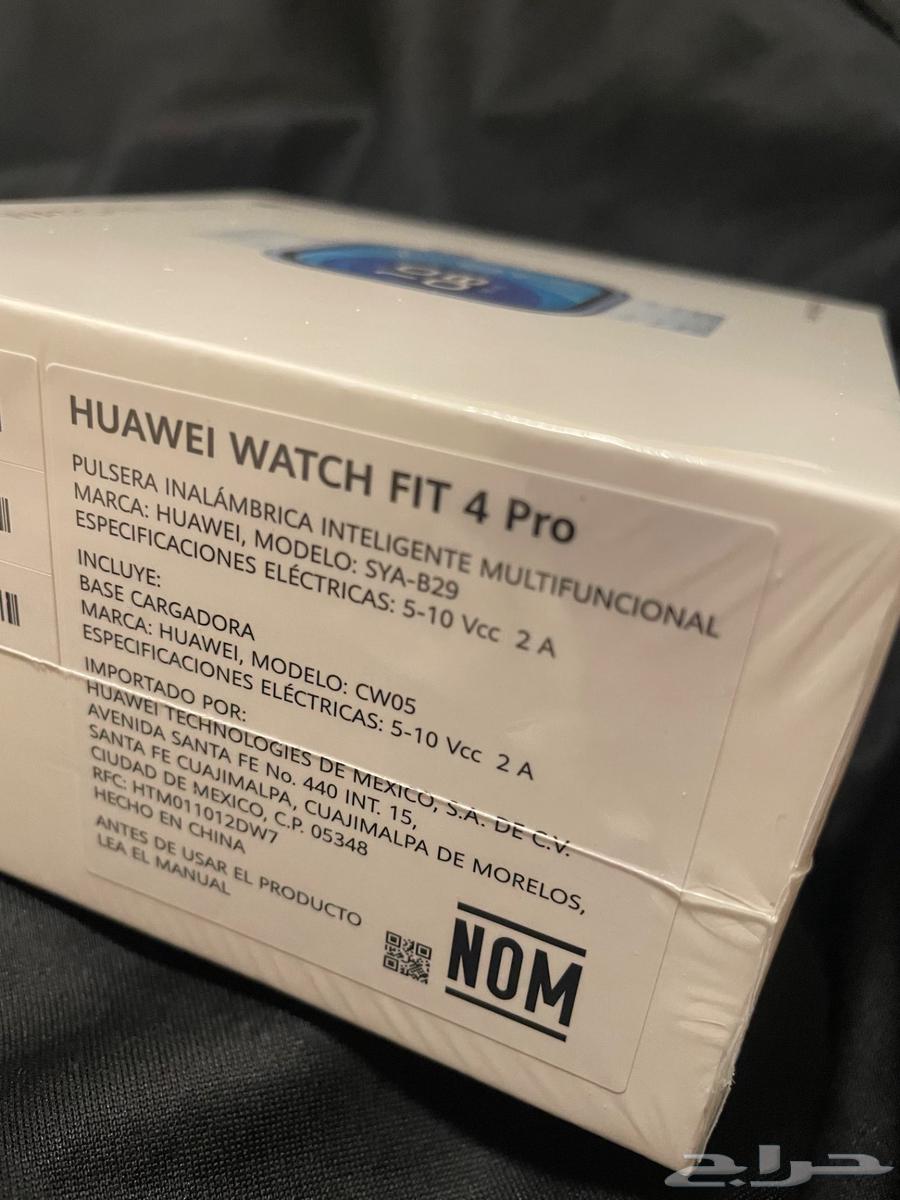 HUAWEI WATCH FIT 4 Pro
PULSERA INALÁMBRICA INTELIGENTE MULTIFUNCIONAL
MARCA: HUAWEI, MODELO: SYA-B29
ESPECIFICACIONES ELÉCTRICAS: 5-10 Vcc 2 A
INCLUYE:
BASE CARGADORA
MARCA: HUAWEI, MODELO: CW05
ESPECIFICACIONES ELÉCTRICAS: 5-10 Vcc 2 A
IMPORTADO POR:
HUAWEI TECHNOLOGIES DE MEXICO, S.A. DE C.V.
AVENIDA SANTA FE No. 440 INT. 15,
SANTA FE CUAJIMALPA, CUAJIMALPA DE MORELOS,
CIUDAD DE MEXICO, C.P. 05348
RFC: HTM011012DW7
HECHO EN CHINA
ANTES DE USAR EL PRODUCTO
LEA EL MANUAL
NOM
حراج